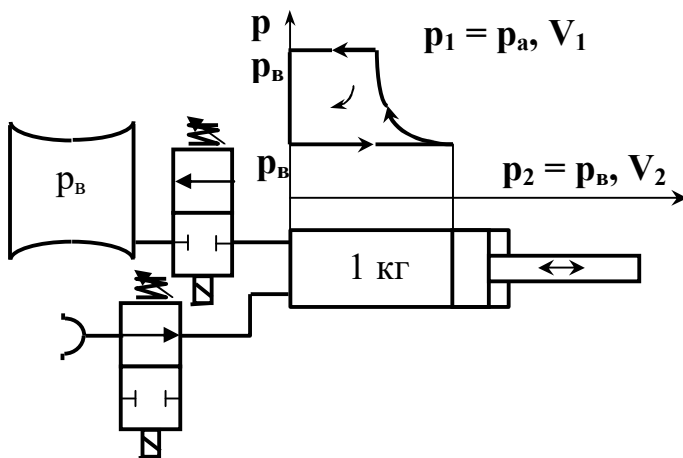 p
p₁ = pₐ, V₁
pв
pв
pв
p₂ = pв, V₂
1 кг